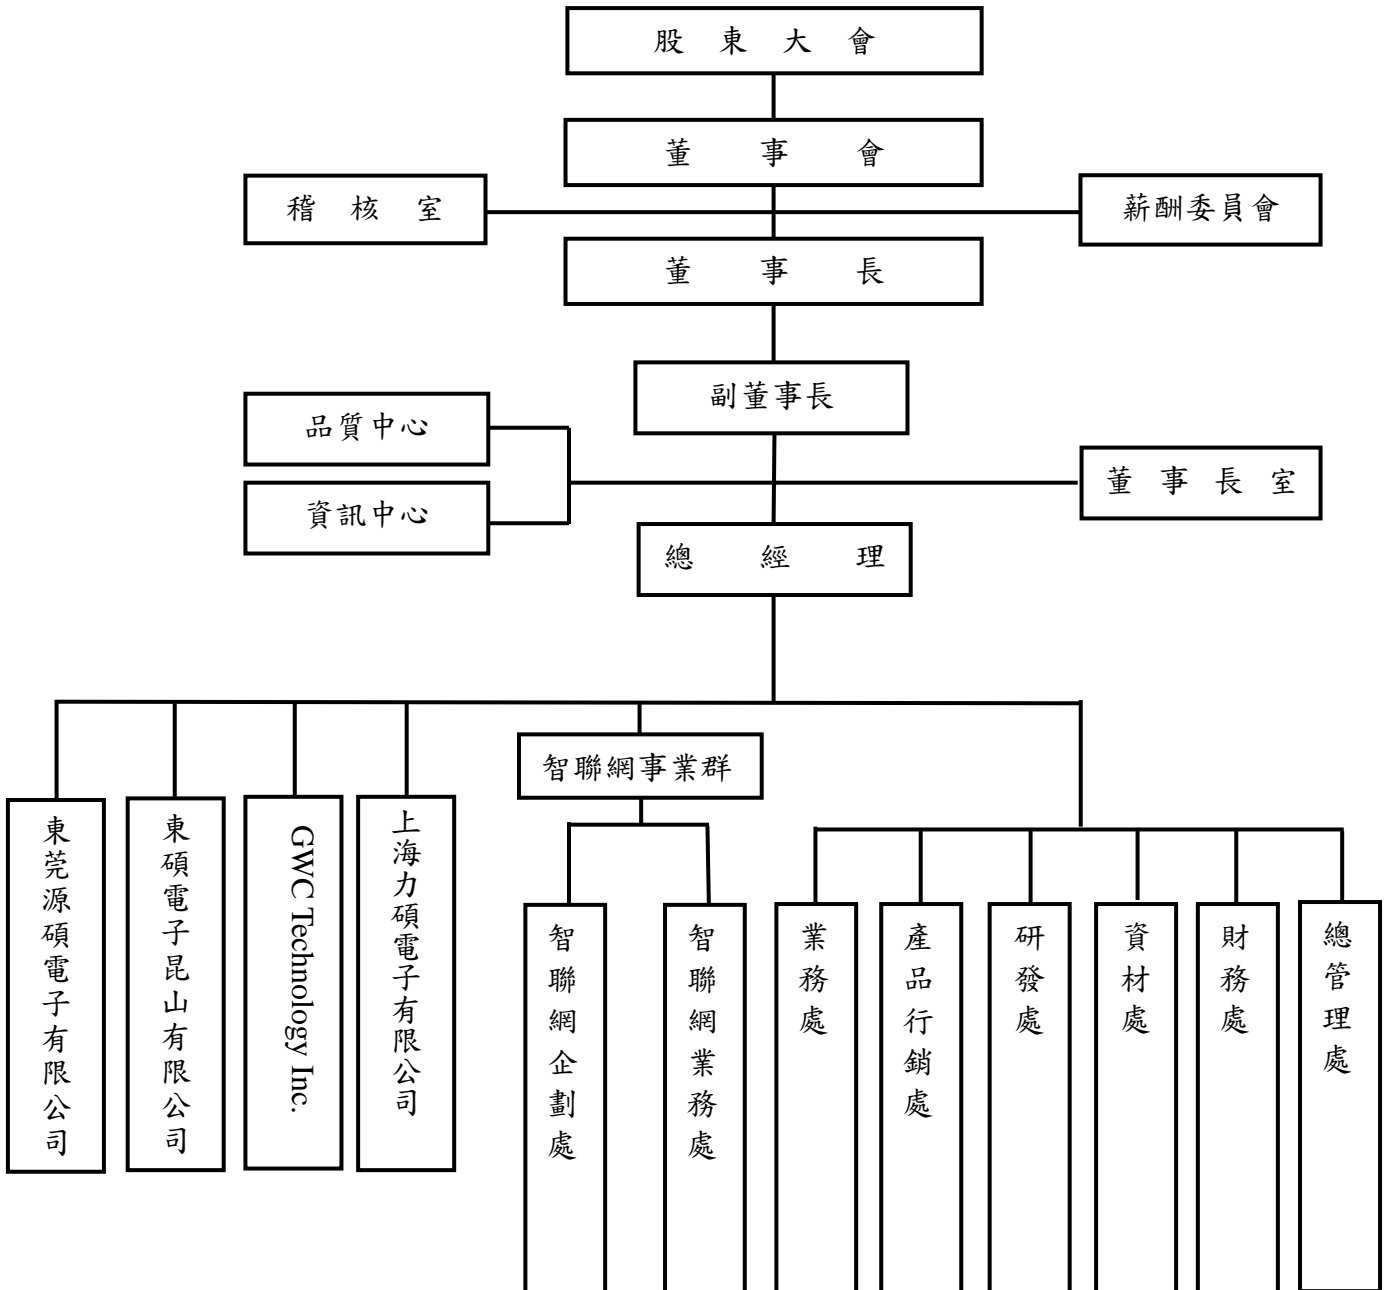 股東大會
董事會
稽核室
薪酬委員會
董事長
副董事長
品質中心
資訊中心
董事長室
總經理
智聯網事業群
東莞源碩電子有限公司
東碩電子昆山有限公司
GWC Technology Inc.
上海力碩電子有限公司
智聯網企劃處
智聯網業務處
業務處
產品行銷處
研發處
資材處
財務處
總管理處